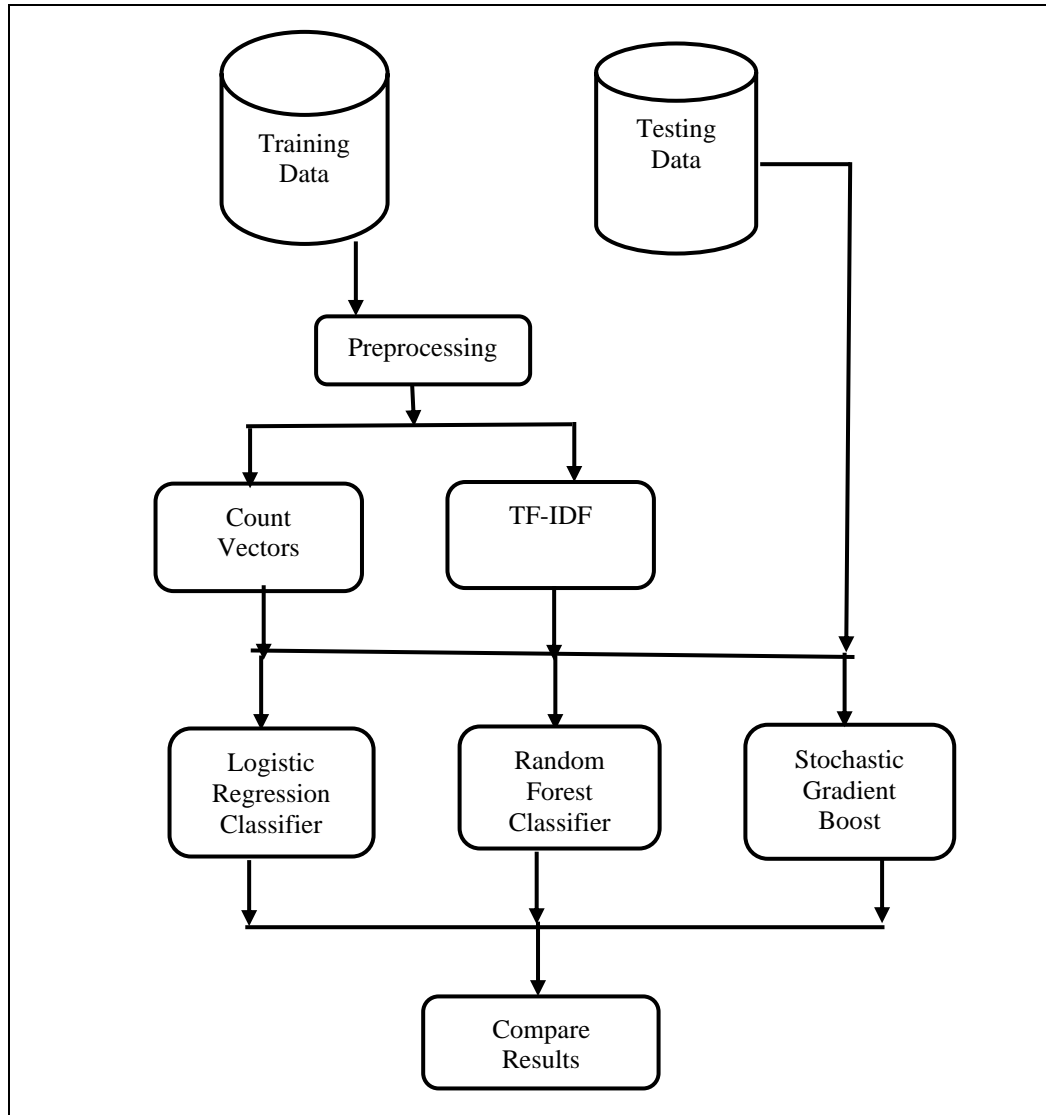 Training
Data
Testing
Data
Preprocessing
Count
Vectors
TF-IDF
Logistic
Regression
Classifier
Random
Forest
Classifier
Stochastic
Gradient
Boost
Compare
Results